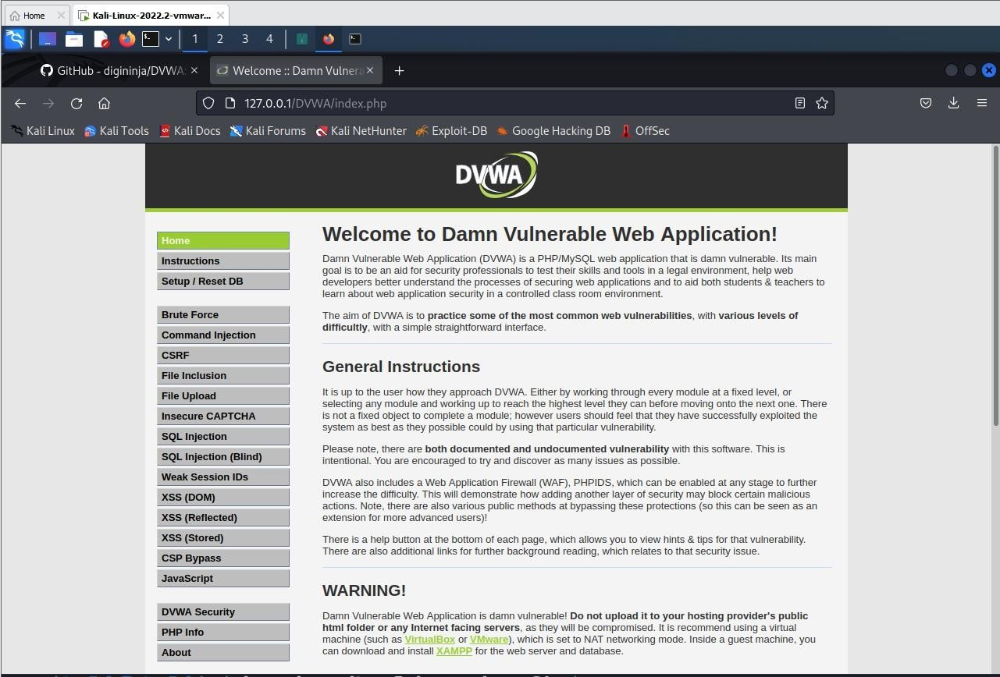 Home
Kali-Linux-2022.2-vmwar...
1 2 3 4
GitHub - digininja/DVWA:
Welcome :: Damn Vulnera
127.0.0.1/DVWA/index.php
Kali Linux Kali Tools Kali Docs Kali Forums Kali NetHunter Exploit-DB Google Hacking DB OffSec
DVWA
Home
Instructions
Setup / Reset DB
Brute Force
Command Injection
CSRF
File Inclusion
File Upload
Insecure CAPTCHA
SQL Injection
SQL Injection (Blind)
Weak Session IDs
XSS (DOM)
XSS (Reflected)
XSS (Stored)
CSP Bypass
JavaScript
DVWA Security
PHP Info
About
Welcome to Damn Vulnerable Web Application!
Damn Vulnerable Web Application (DVWA) is a PHP/MySQL web application that is damn vulnerable. Its main
goal is to be an aid for security professionals to test their skills and tools in a legal environment, help web
developers better understand the processes of securing web applications and to aid both students & teachers to
learn about web application security in a controlled class room environment.
The aim of DVWA is to practice some of the most common web vulnerabilities, with various levels of
difficultly, with a simple straightforward interface.
General Instructions
It is up to the user how they approach DVWA. Either by working through every module at a fixed level, or
selecting any module and working up to reach the highest level they can before moving onto the next one. There
is not a fixed object to complete a module; however users should feel that they have successfully exploited the
system as best as they possible could by using that particular vulnerability.
Please note, there are both documented and undocumented vulnerability with this software. This is
intentional. You are encouraged to try and discover as many issues as possible.
DVWA also includes a Web Application Firewall (WAF), PHPIDS, which can be enabled at any stage to further
increase the difficulty. This will demonstrate how adding another layer of security may block certain malicious
actions. Note, there are also various public methods at bypassing these protections (so this can be seen as an
extension for more advanced users)!
There is a help button at the bottom of each page, which allows you to view hints & tips for that vulnerability.
There are also additional links for further background reading, which relates to that security issue.
WARNING!
Damn Vulnerable Web Application is damn vulnerable! Do not upload it to your hosting provider's public
html folder or any Internet facing servers, as they will be compromised. It is recommend using a virtual
machine (such as VirtualBox or VMware), which is set to NAT networking mode. Inside a guest machine, you
can download and install XAMPP for the web server and database.